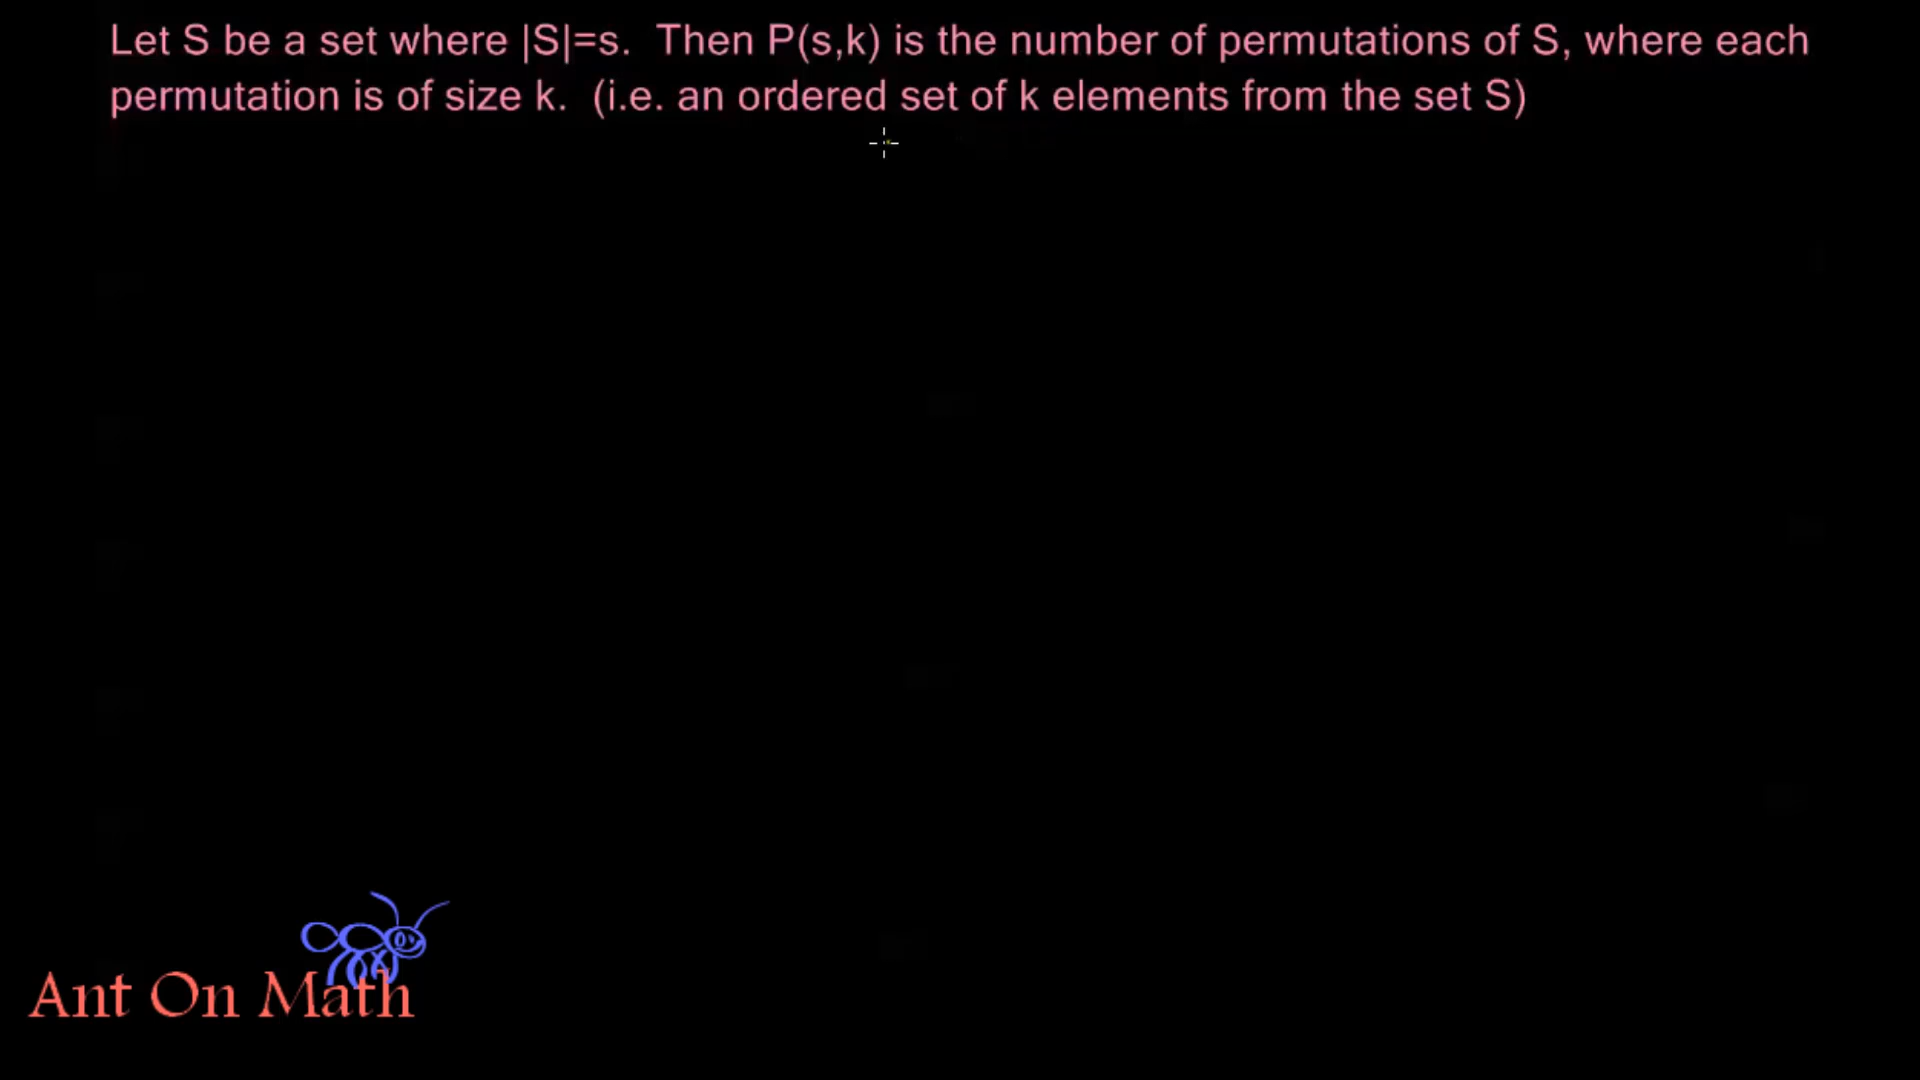 Let S be a set where |S|=s.  Then P(s,k) is the number of permutations of S, where each
permutation is of size k.  (i.e. an ordered set of k elements from the set S)
Ant On Math